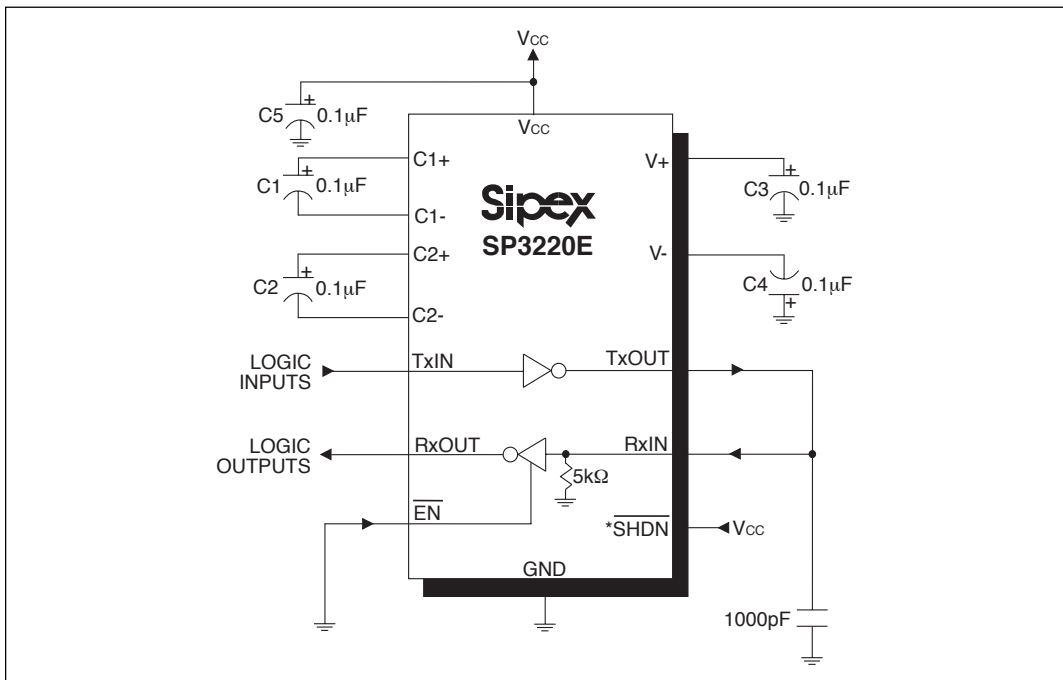 VCC
C5
+
0.1µF
VCC
C1
+
0.1µF
C1+
C1-
V+
C3
+
0.1µF
Sipex
SP3220E
C2
+
0.1µF
C2+
C2-
V-
C4
0.1µF
+
LOGIC
INPUTS
TxIN
TxOUT
LOGIC
OUTPUTS
RxOUT
RxIN
5kΩ
EN
*SHDN
VCC
GND
1000pF